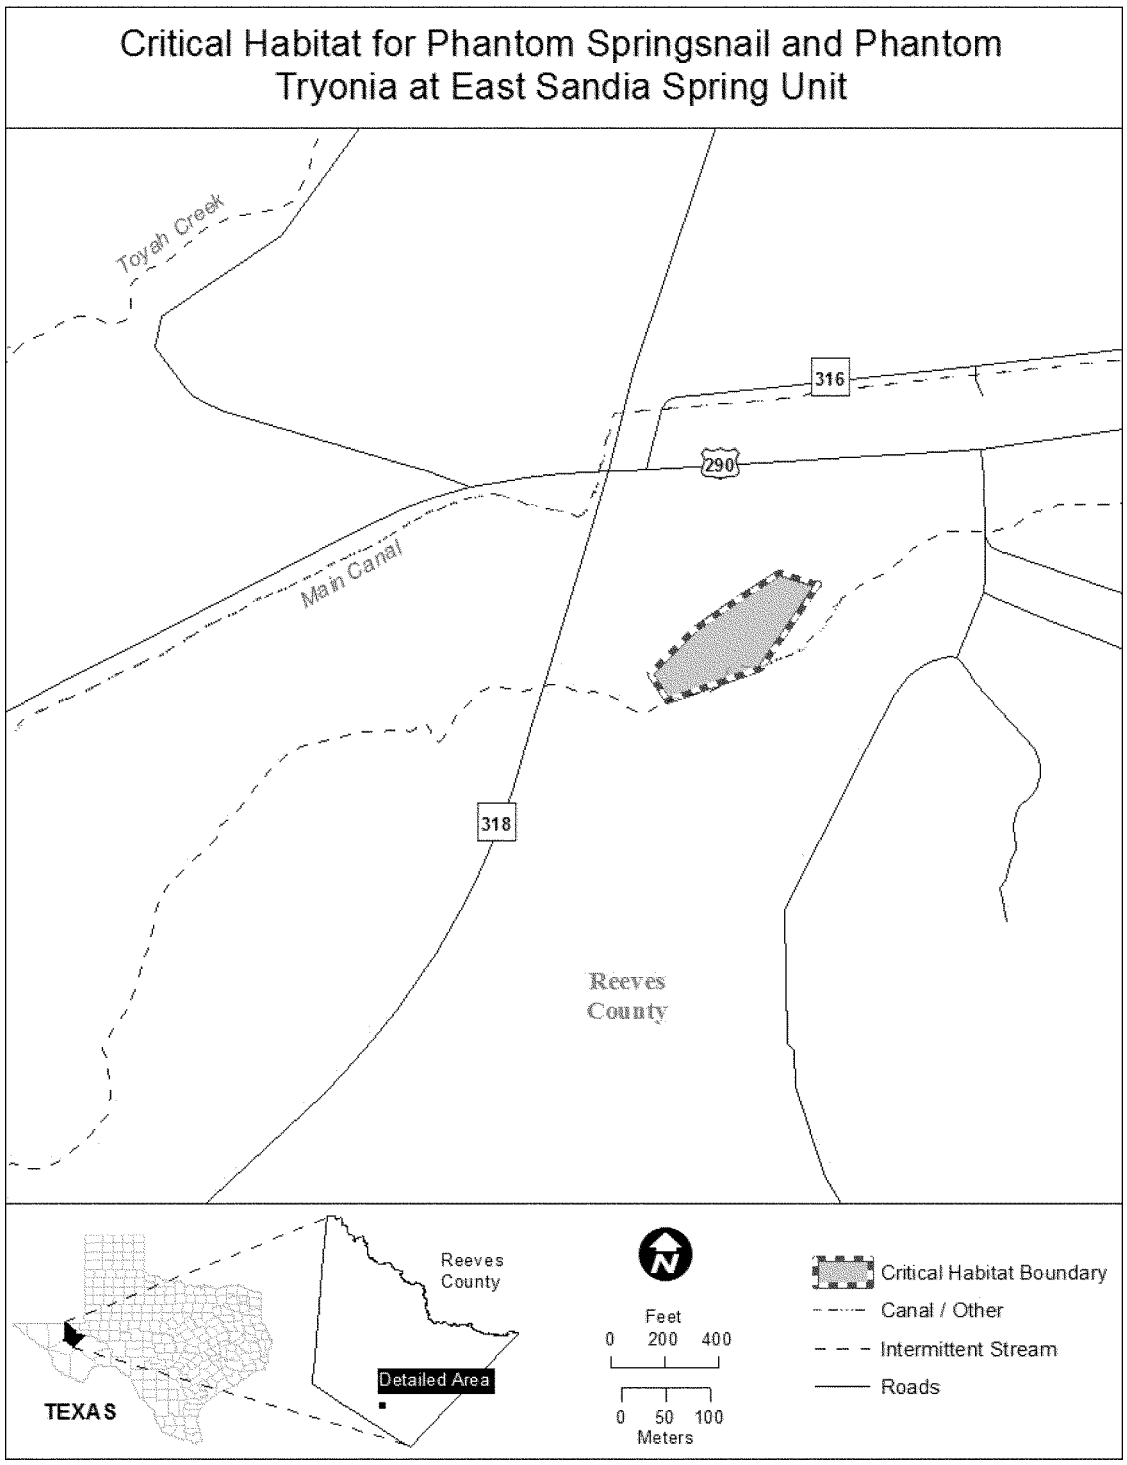 Critical Habitat for Phantom Springsnail and Phantom
Tryonia at East Sandia Spring Unit
Toyah Creek
316
290
Main Canal
318
Reeves
County
Reeves
County
Detailed Area
TEXAS
N
Feet
0 200 400
0 50 100
Meters
Critical Habitat Boundary
Canal / Other
Intermittent Stream
Roads